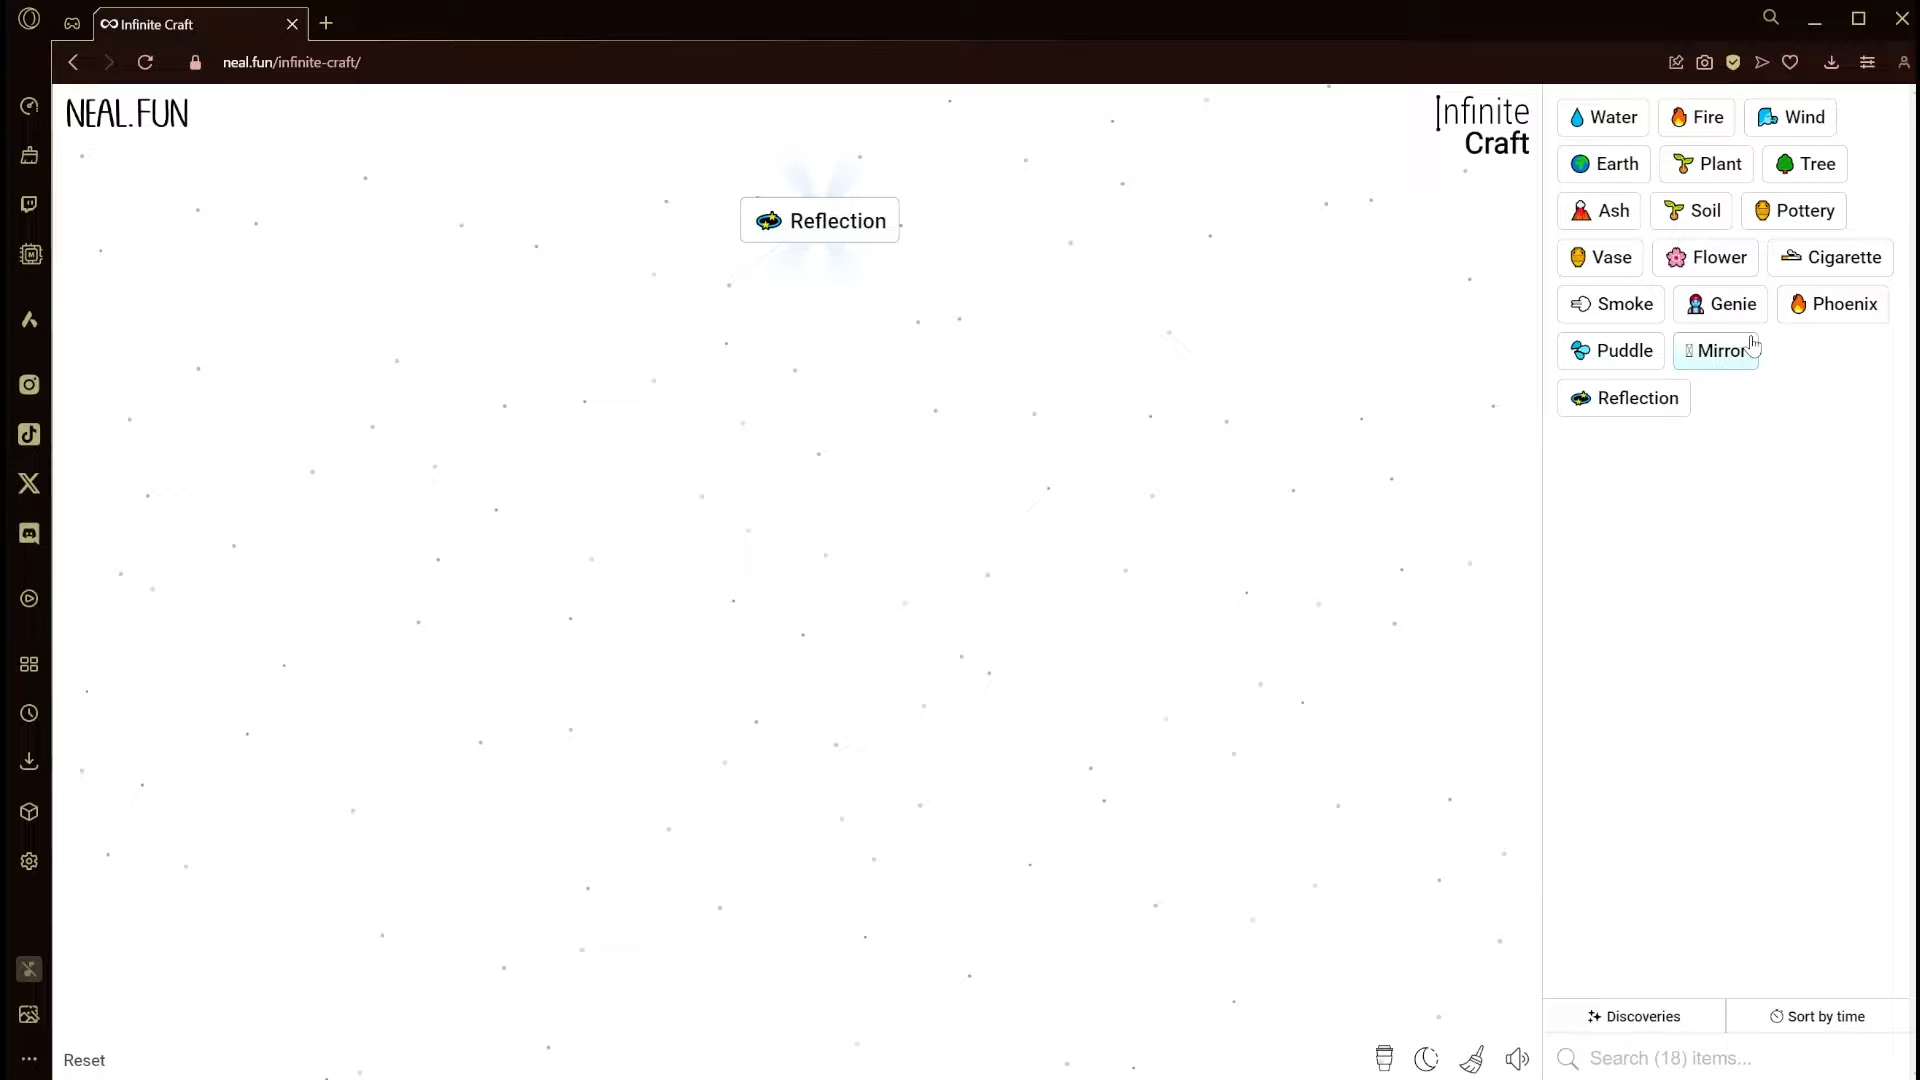 Infinite Craft
neal.fun/infinite-craft/
NEAL.FUN
Infinite
Craft
Reflection
Water Fire Wind
Earth Plant Tree
Ash Soil Pottery
Vase Flower Cigarette
Smoke Genie Phoenix
Puddle Mirror
Reflection
Discoveries Sort by time
Reset
Search (18) items...